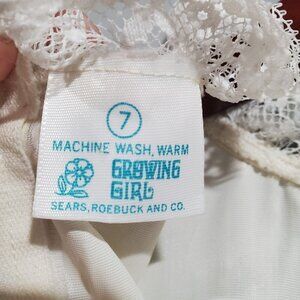 7
MACHINE WASH, WARM
GROWING
GIRL
SEARS, ROEBUCK AND CO.